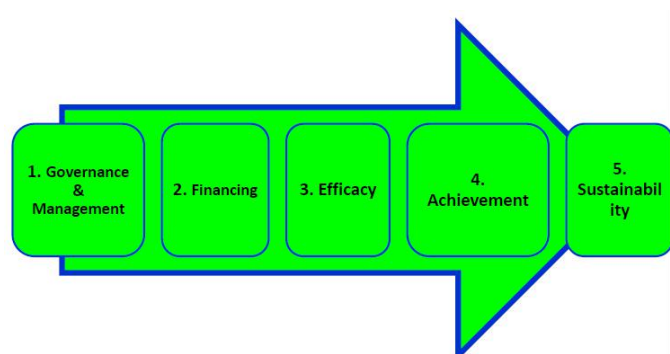 1. Governance
&
Management
2. Financing
3. Efficacy
4.
Achievement
5.
Sustainabil
ity